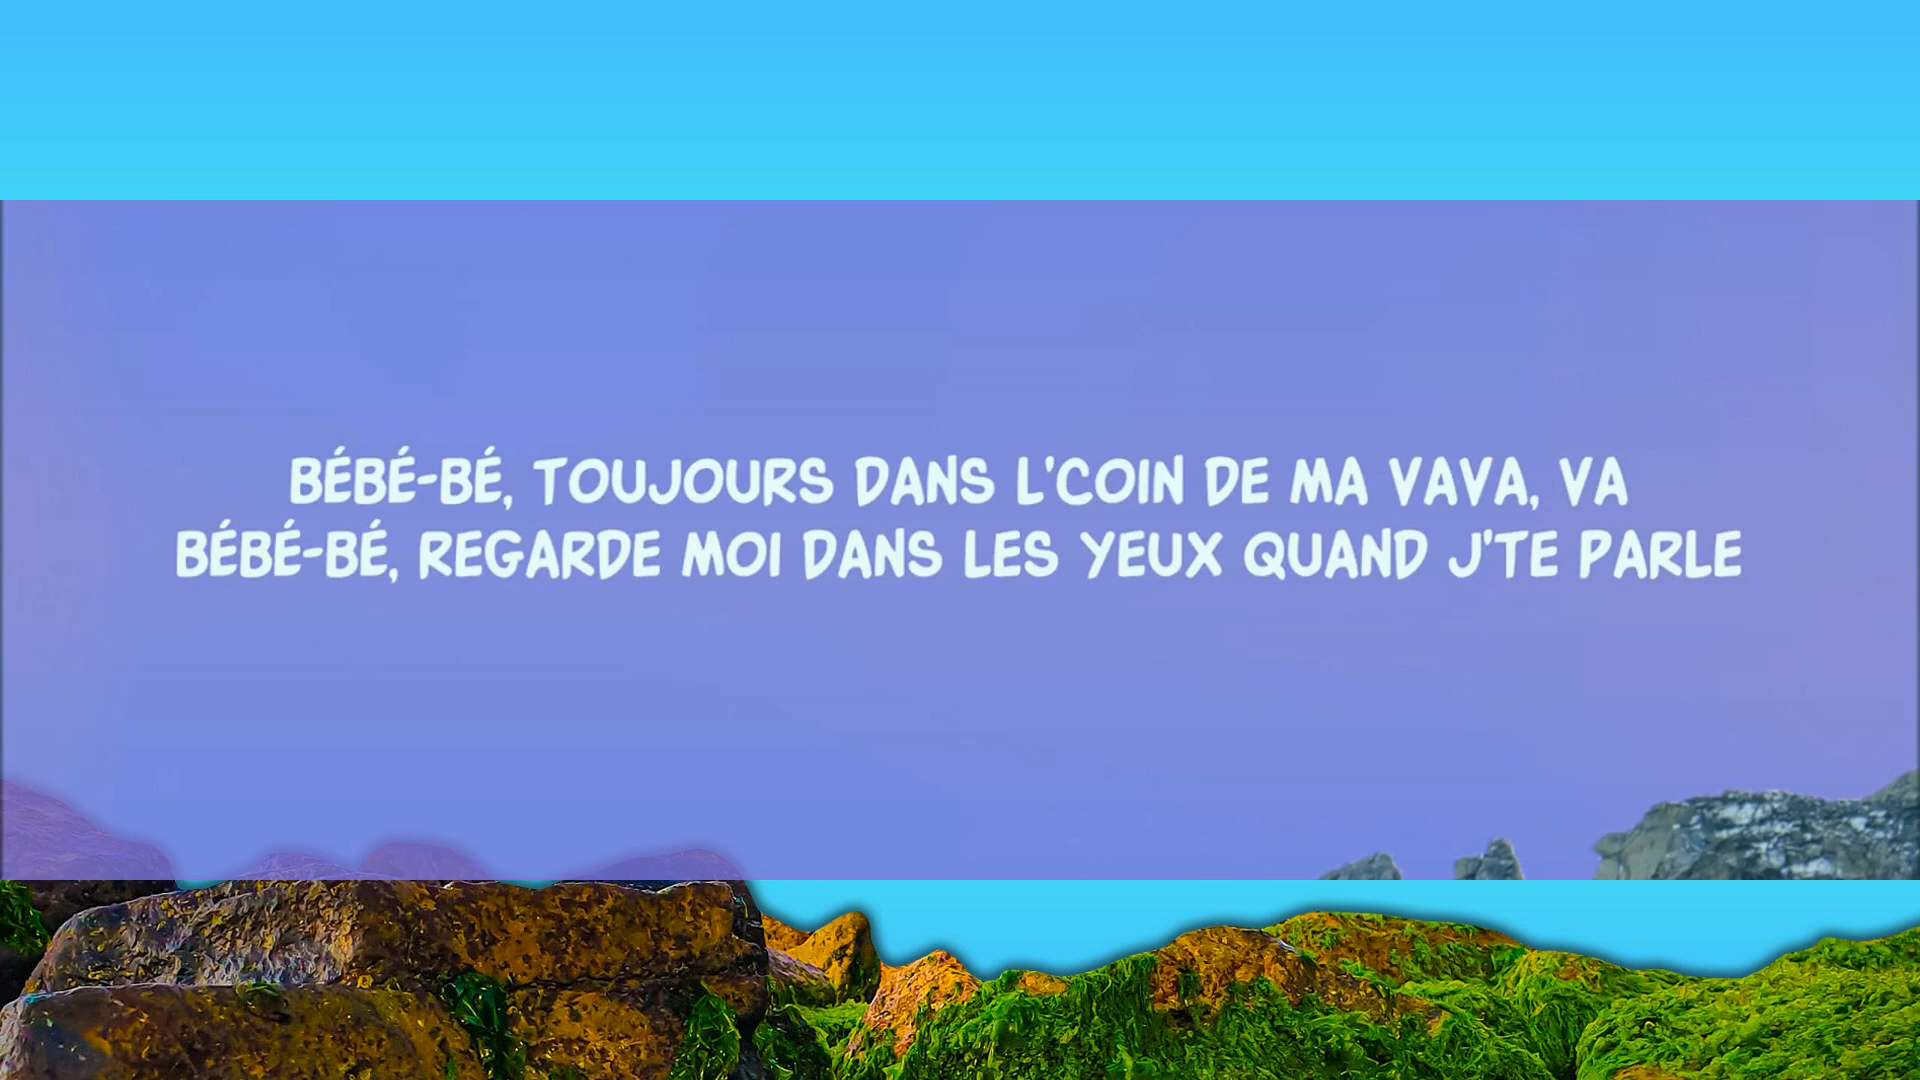 BÉBÉ-BÉ, TOUJOURS DANS L'COIN DE MA VAVA, VA
BÉBÉ-BÉ, REGARDE MOI DANS LES YEUX QUAND J'TE PARLE